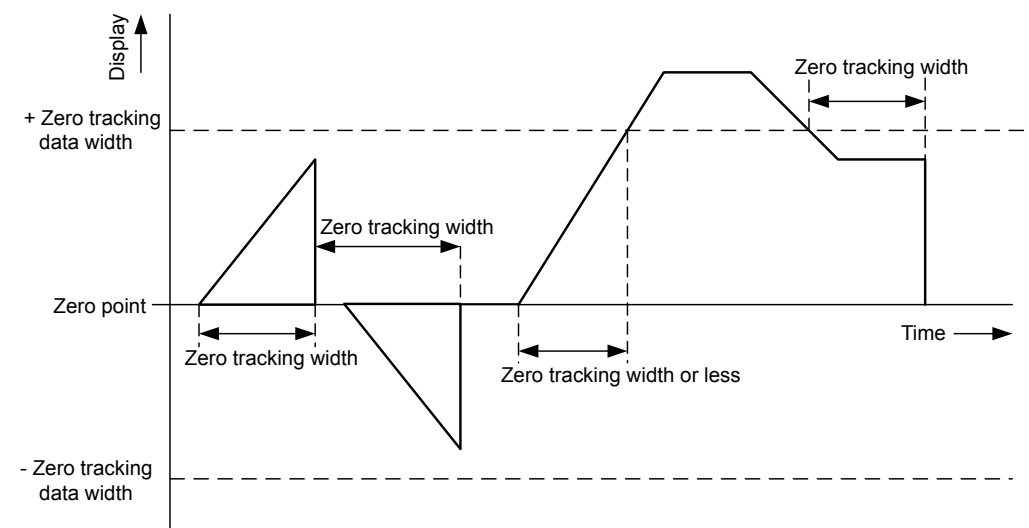 Display
Zero tracking width
+ Zero tracking
data width
Zero tracking width
Zero point
Time
Zero tracking width
Zero tracking width or less
- Zero tracking
data width